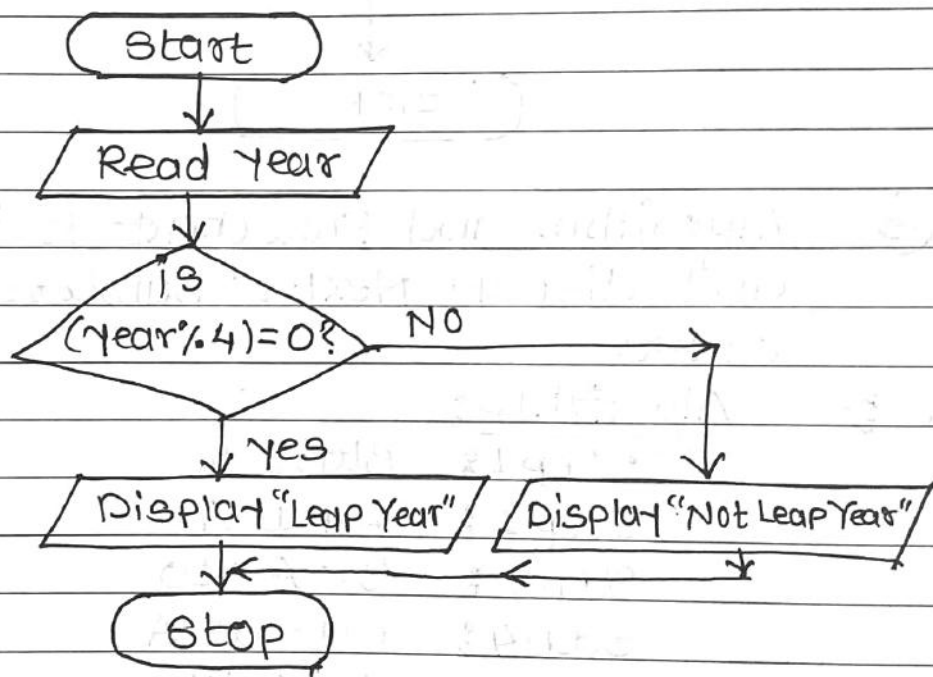 Start
Read Year
is
(Year%4)=0?
NO
Yes
Display "Leap Year"
Display "Not Leap Year"
Stop